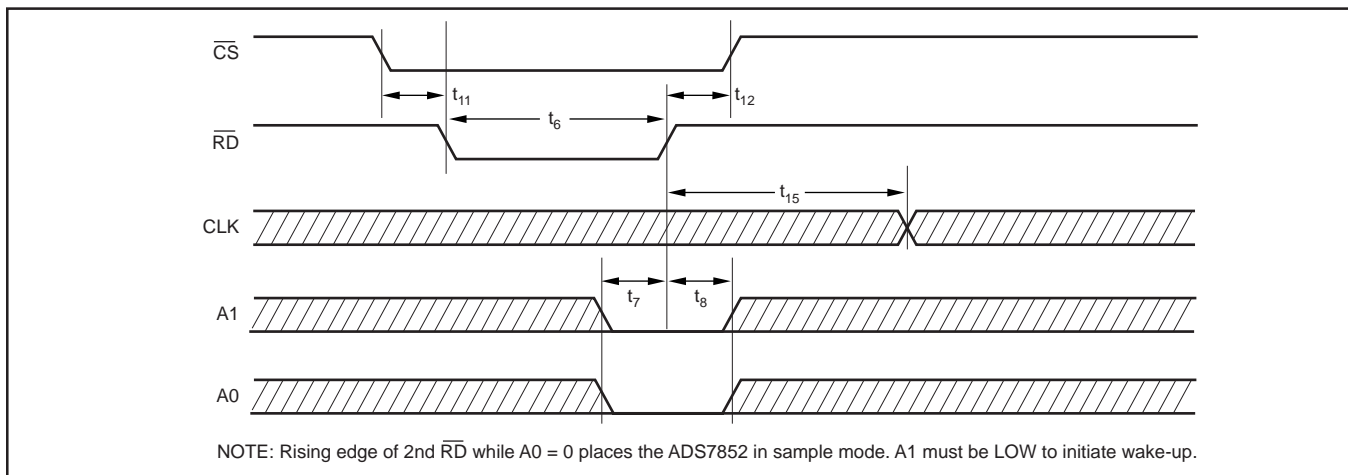 CS
t11
t12
t6
RD
t15
CLK
t7
t8
A1
A0
NOTE: Rising edge of 2nd RD while A0 = 0 places the ADS7852 in sample mode. A1 must be LOW to initiate wake-up.